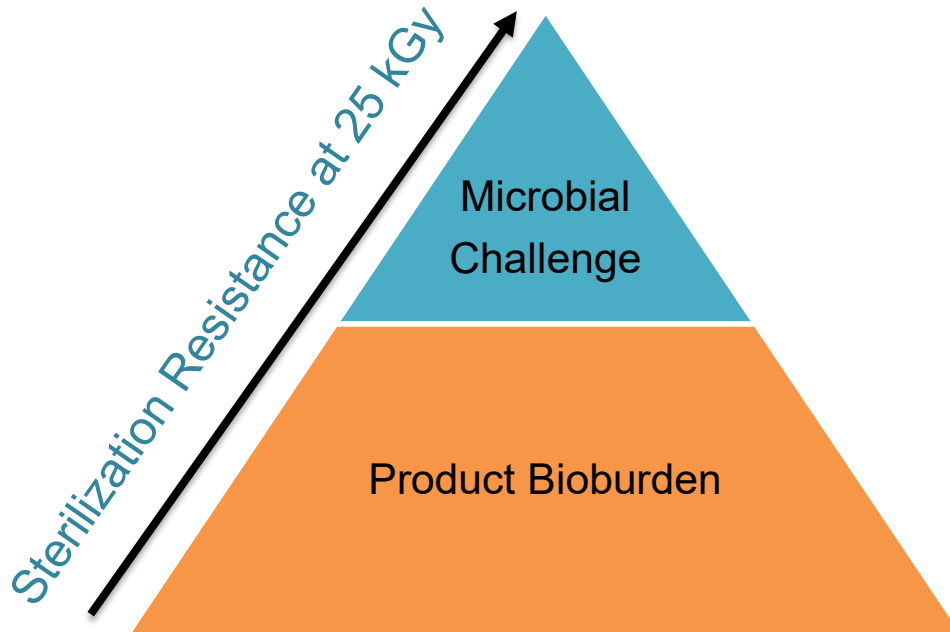 Sterilization Resistance at 25 kGy
Microbial
Challenge
Product Bioburden